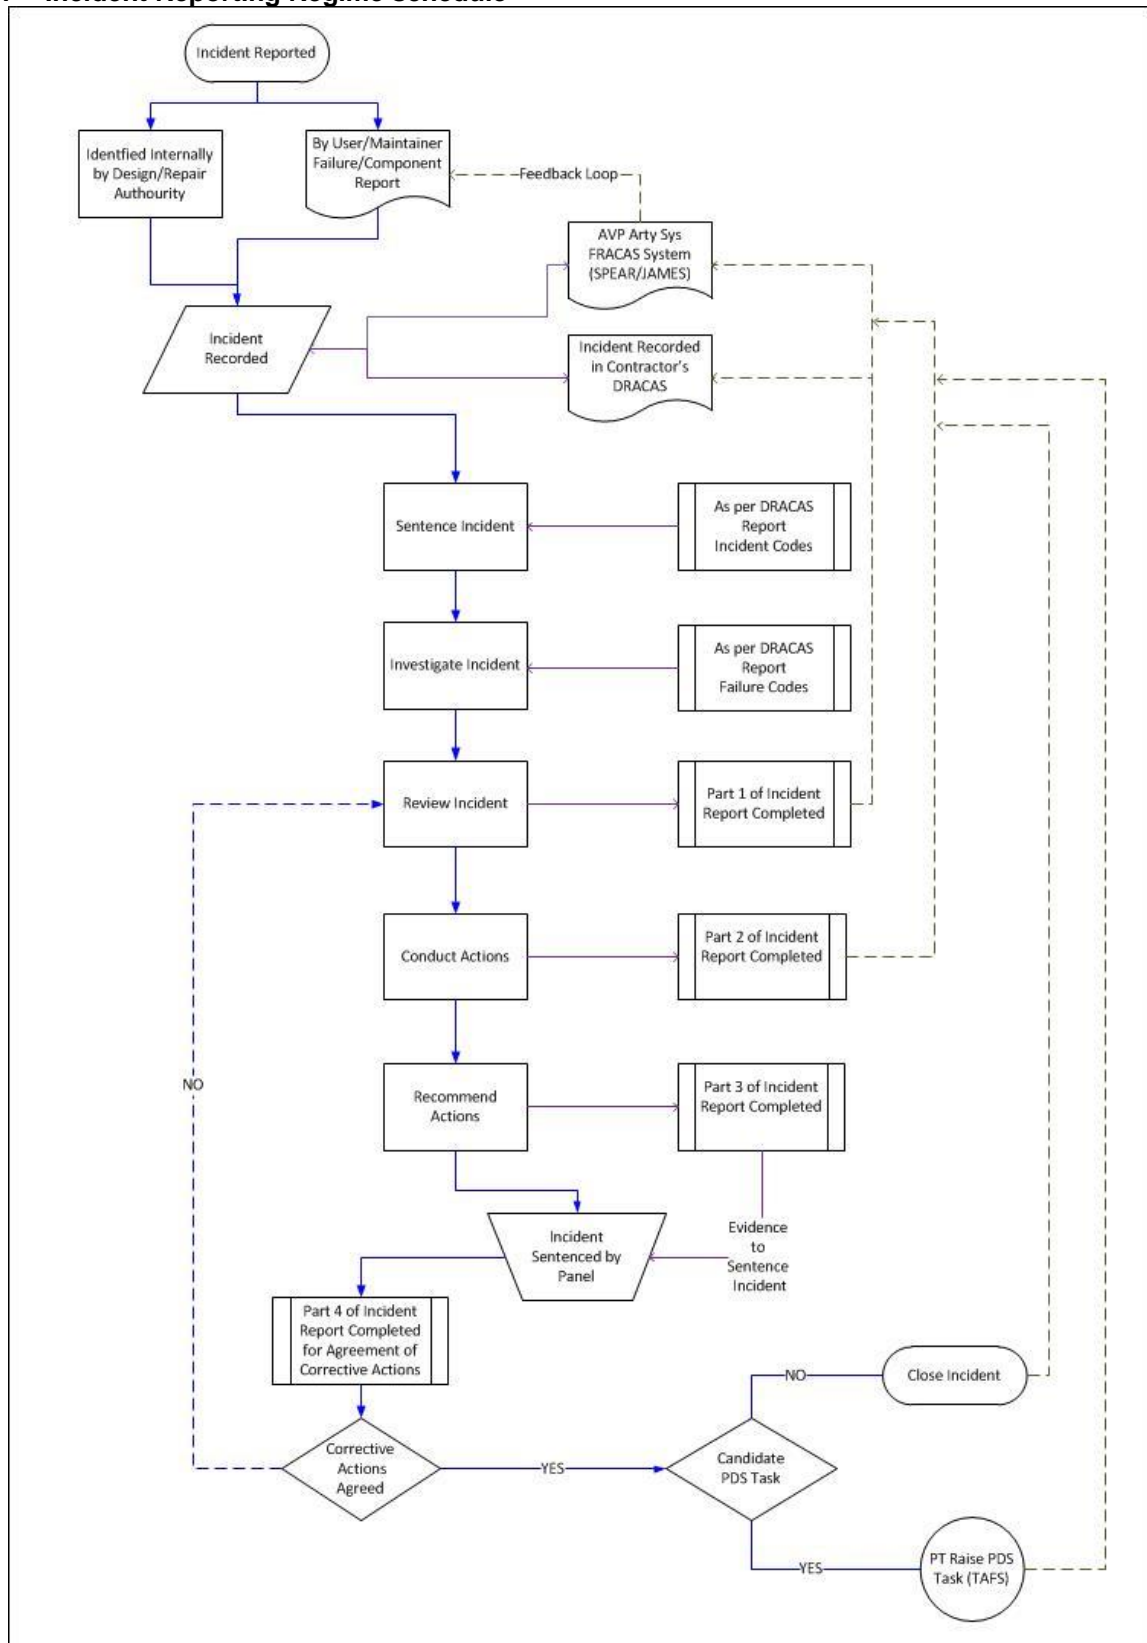 Incident Reporting Regime Schedule
Incident Reported
Identfied Internally
by Design/Repair
Authourity
By User/Maintainer
Failure/Component
Report
Feedback Loop
AVP Arty Sys
FRACAS System
(SPEAR/JAMES)
Incident
Recorded
Incident Recorded
in Contractor's
DRACAS
Sentence Incident
As per DRACAS
Report
Incident Codes
Investigate Incident
As per DRACAS
Report
Failure Codes
Review Incident
Part 1 of Incident
Report Completed
Conduct Actions
Part 2 of Incident
Report Completed
NO
Recommend
Actions
Part 3 of Incident
Report Completed
Incident
Sentenced by
Panel
Evidence
to
Sentence
Incident
Part 4 of Incident
Report Completed
for Agreement of
Corrective Actions
NO
Close Incident
Corrective
Actions
Agreed
YES
Candidate
PDS Task
YES
PT Raise PDS
Task (TAFS)